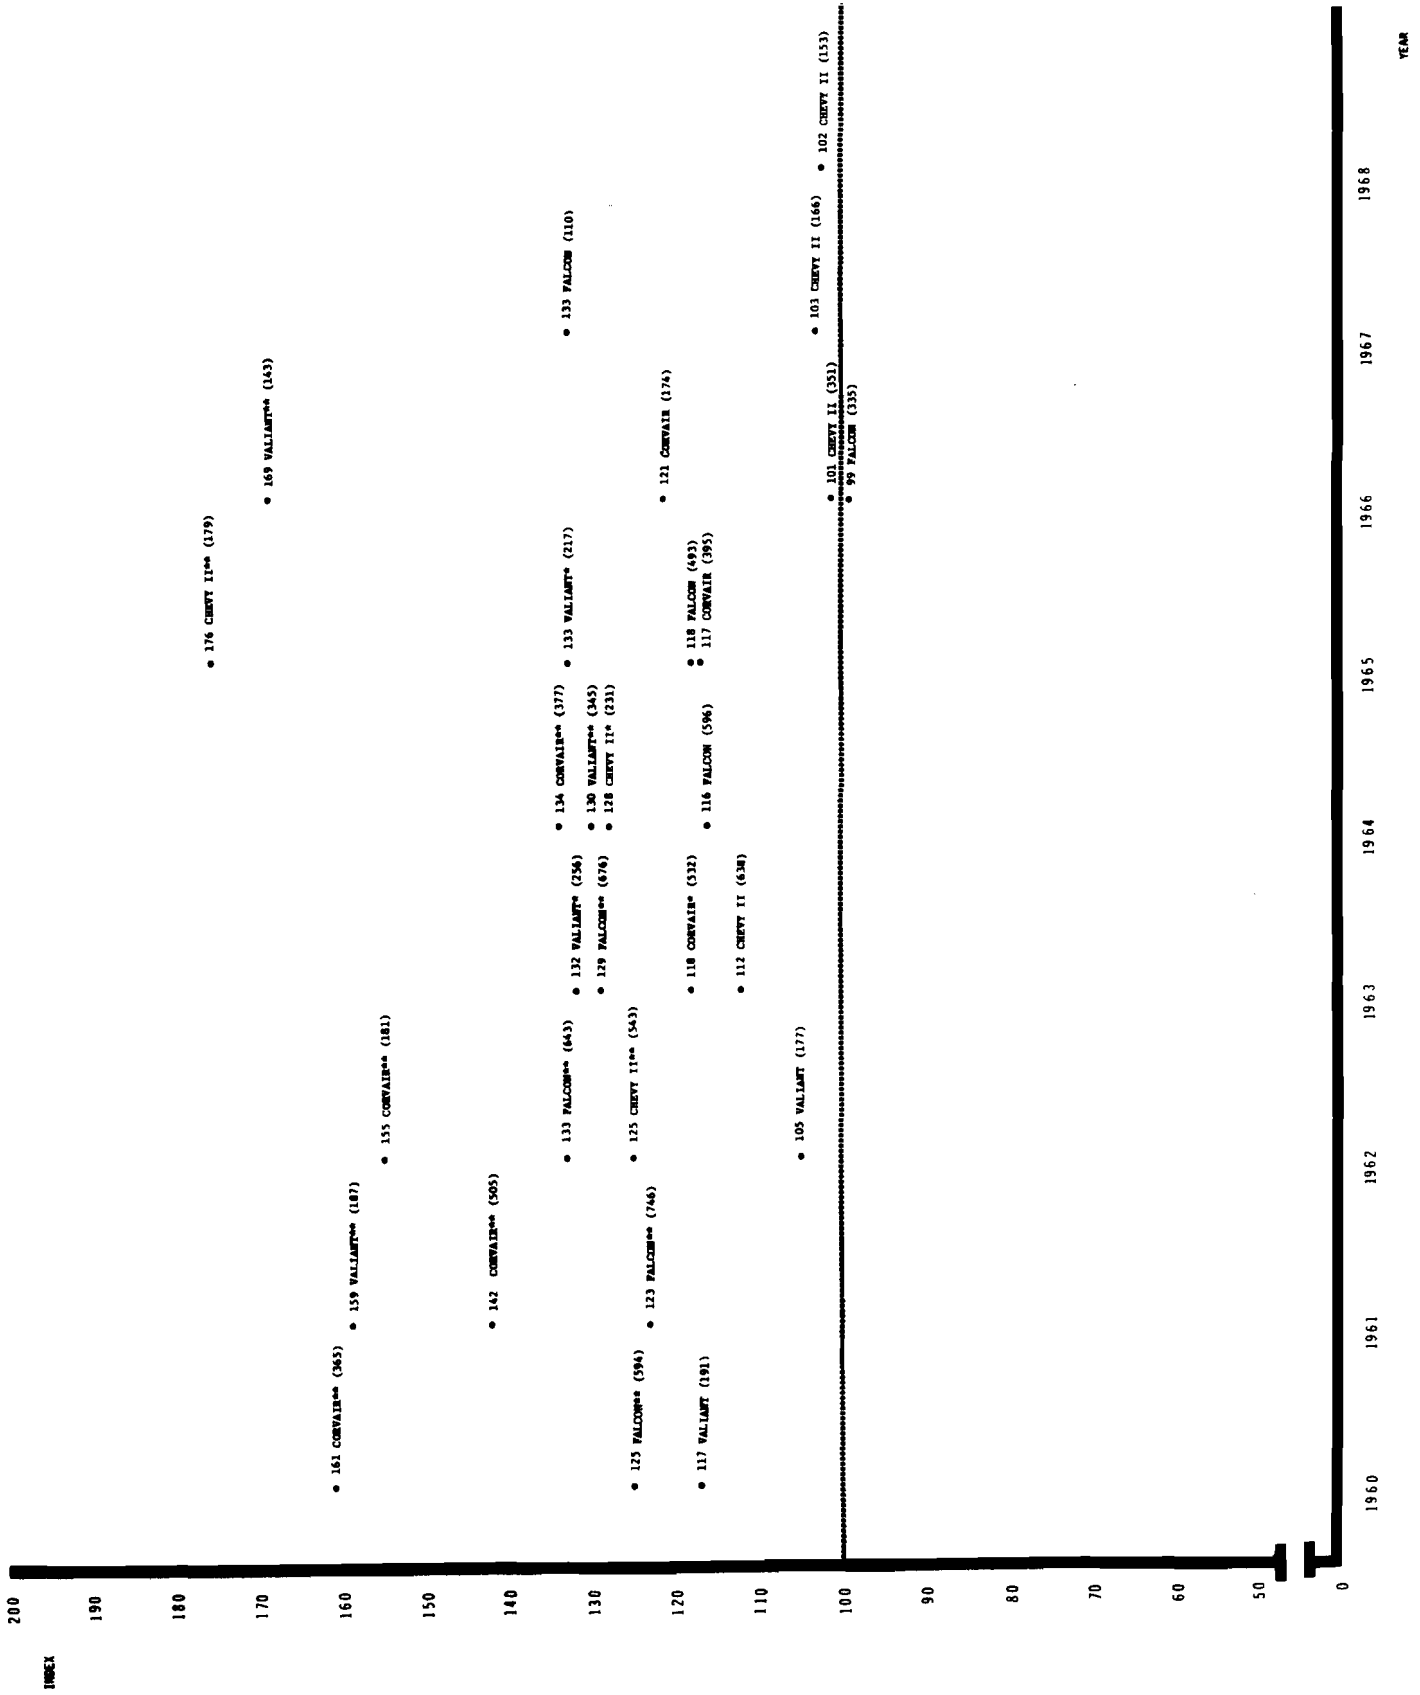 INDEX
200
190
180
170
160
150
140
130
120
110
100
90
80
70
60
50
0
161 CORVAIR** (365)
125 FALCON** (594)
117 VALIANT (191)
159 VALIANT** (187)
142 CORVAIR** (505)
123 FALCON** (746)
155 CORVAIR** (181)
133 FALCON** (643)
125 CHEVY II** (543)
105 VALIANT (177)
132 VALIANT* (256)
129 FALCON** (676)
118 CORVAIR* (532)
112 CHEVY II (638)
134 CORVAIR** (377)
130 VALIANT** (345)
128 CHEVY II* (231)
116 FALCON (596)
176 CHEVY II** (179)
133 VALIANT* (217)
118 FALCON (493)
117 CORVAIR (395)
169 VALIANT** (143)
121 CORVAIR (174)
101 CHEVY II (351)
99 FALCON (335)
133 FALCON (110)
103 CHEVY II (166)
102 CHEVY II (153)
1960
1961
1962
1963
1964
1965
1966
1967
1968
YEAR